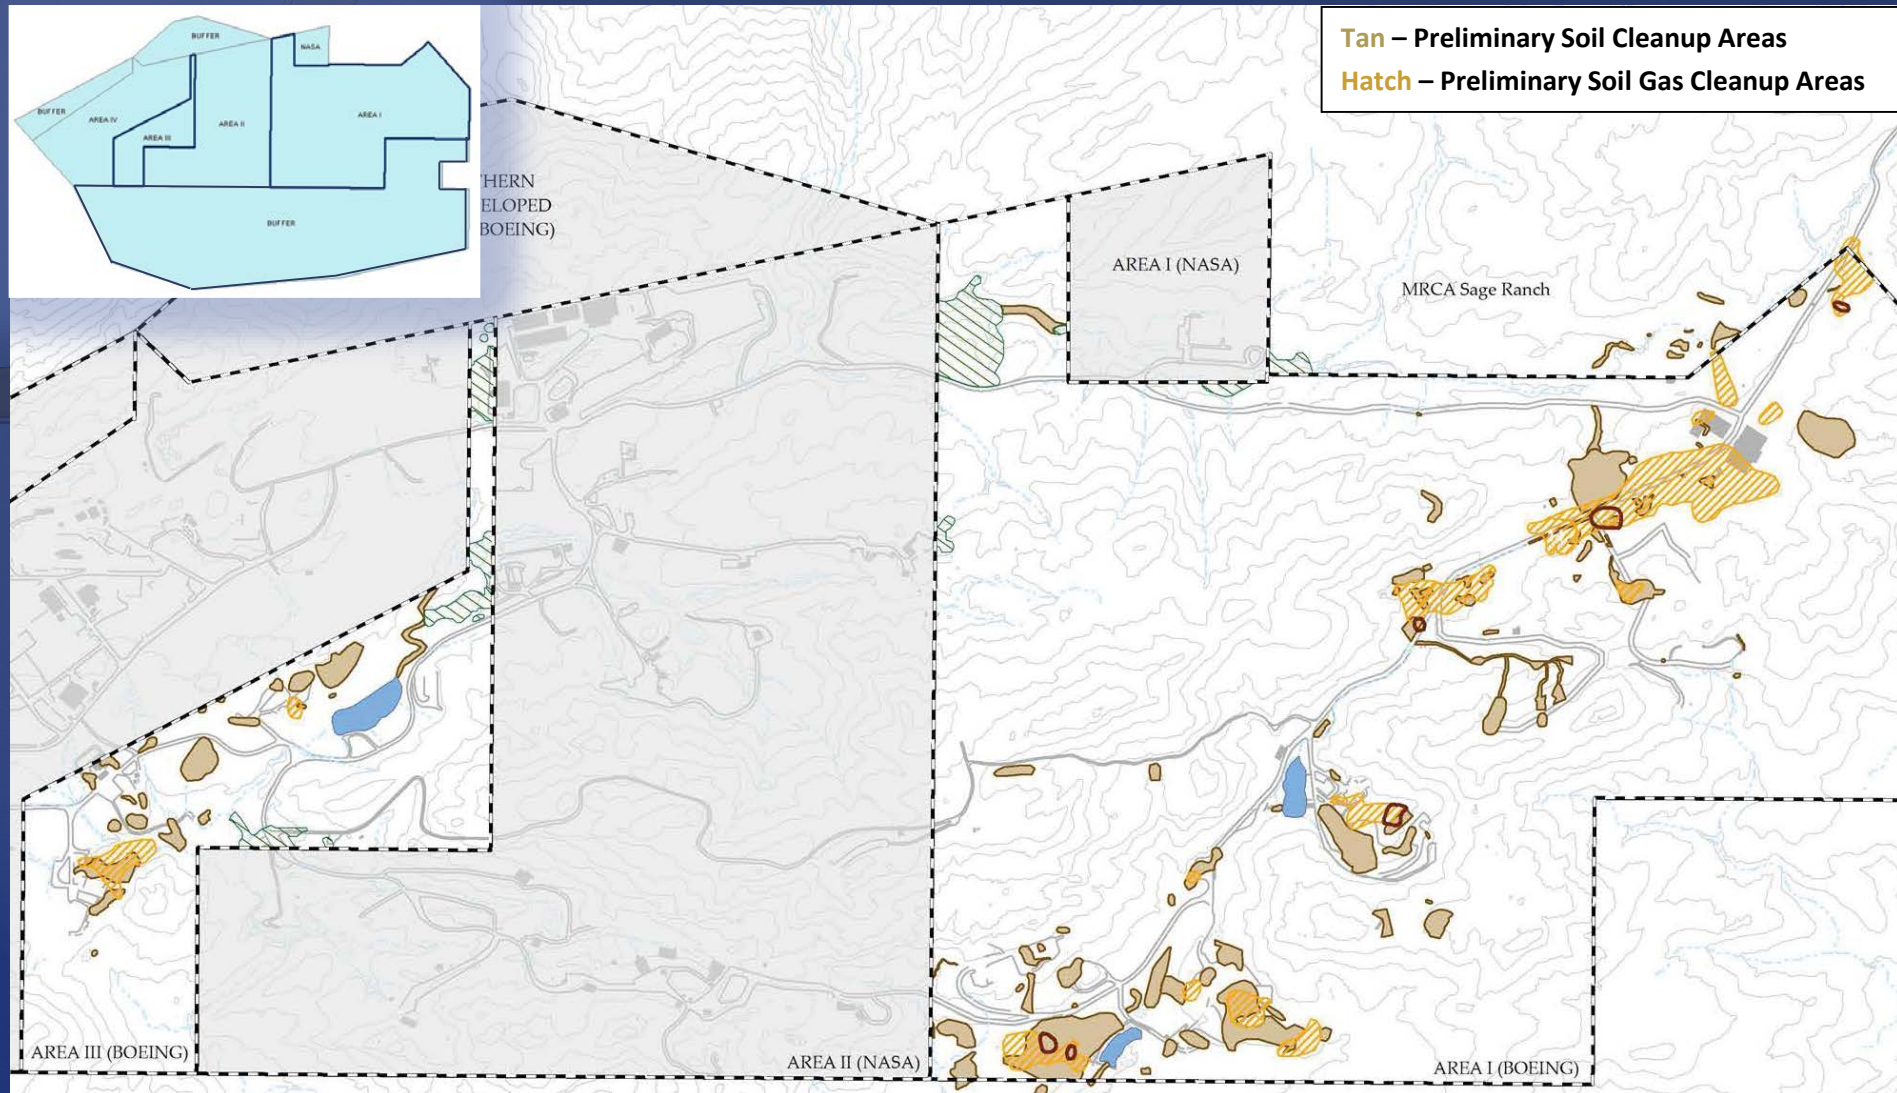 Tan – Preliminary Soil Cleanup Areas
Hatch – Preliminary Soil Gas Cleanup Areas
BUFFER
NASA
BUFFER
AREA IV
AREA III
AREA II
AREA I
BUFFER
THERN
ELOPED
BOEING)
AREA I (NASA)
MRCA Sage Ranch
AREA III (BOEING)
AREA II (NASA)
AREA I (BOEING)